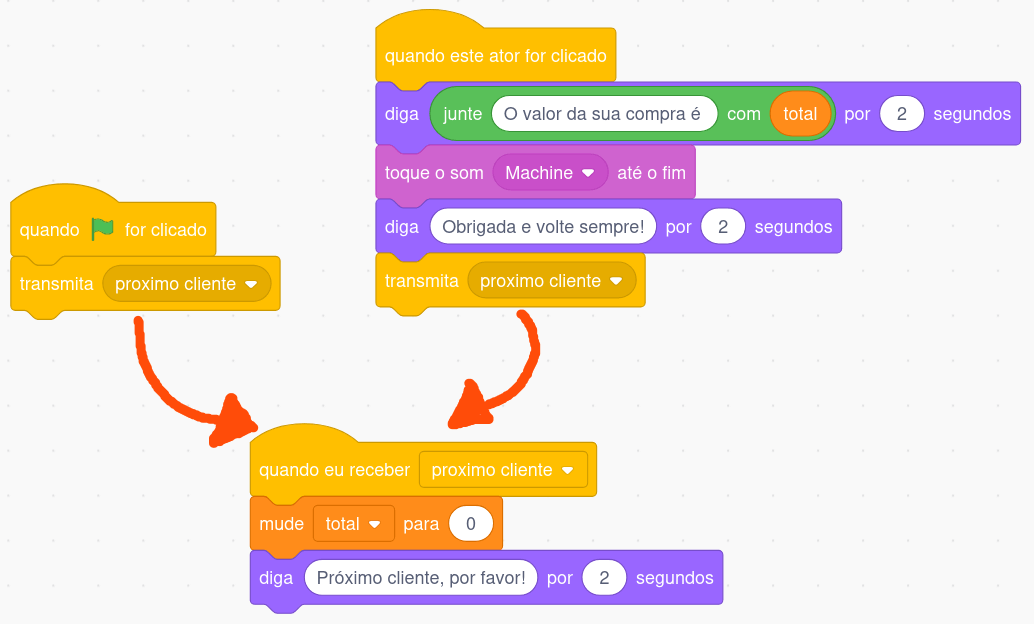 quando este ator for clicado
diga junte O valor da sua compra é com total por 2 segundos
toque o som Machine até o fim
diga Obrigada e volte sempre! por 2 segundos
transmita proximo cliente
quando for clicado
transmita proximo cliente
quando eu receber proximo cliente
mude total para 0
diga Próximo cliente, por favor! por 2 segundos